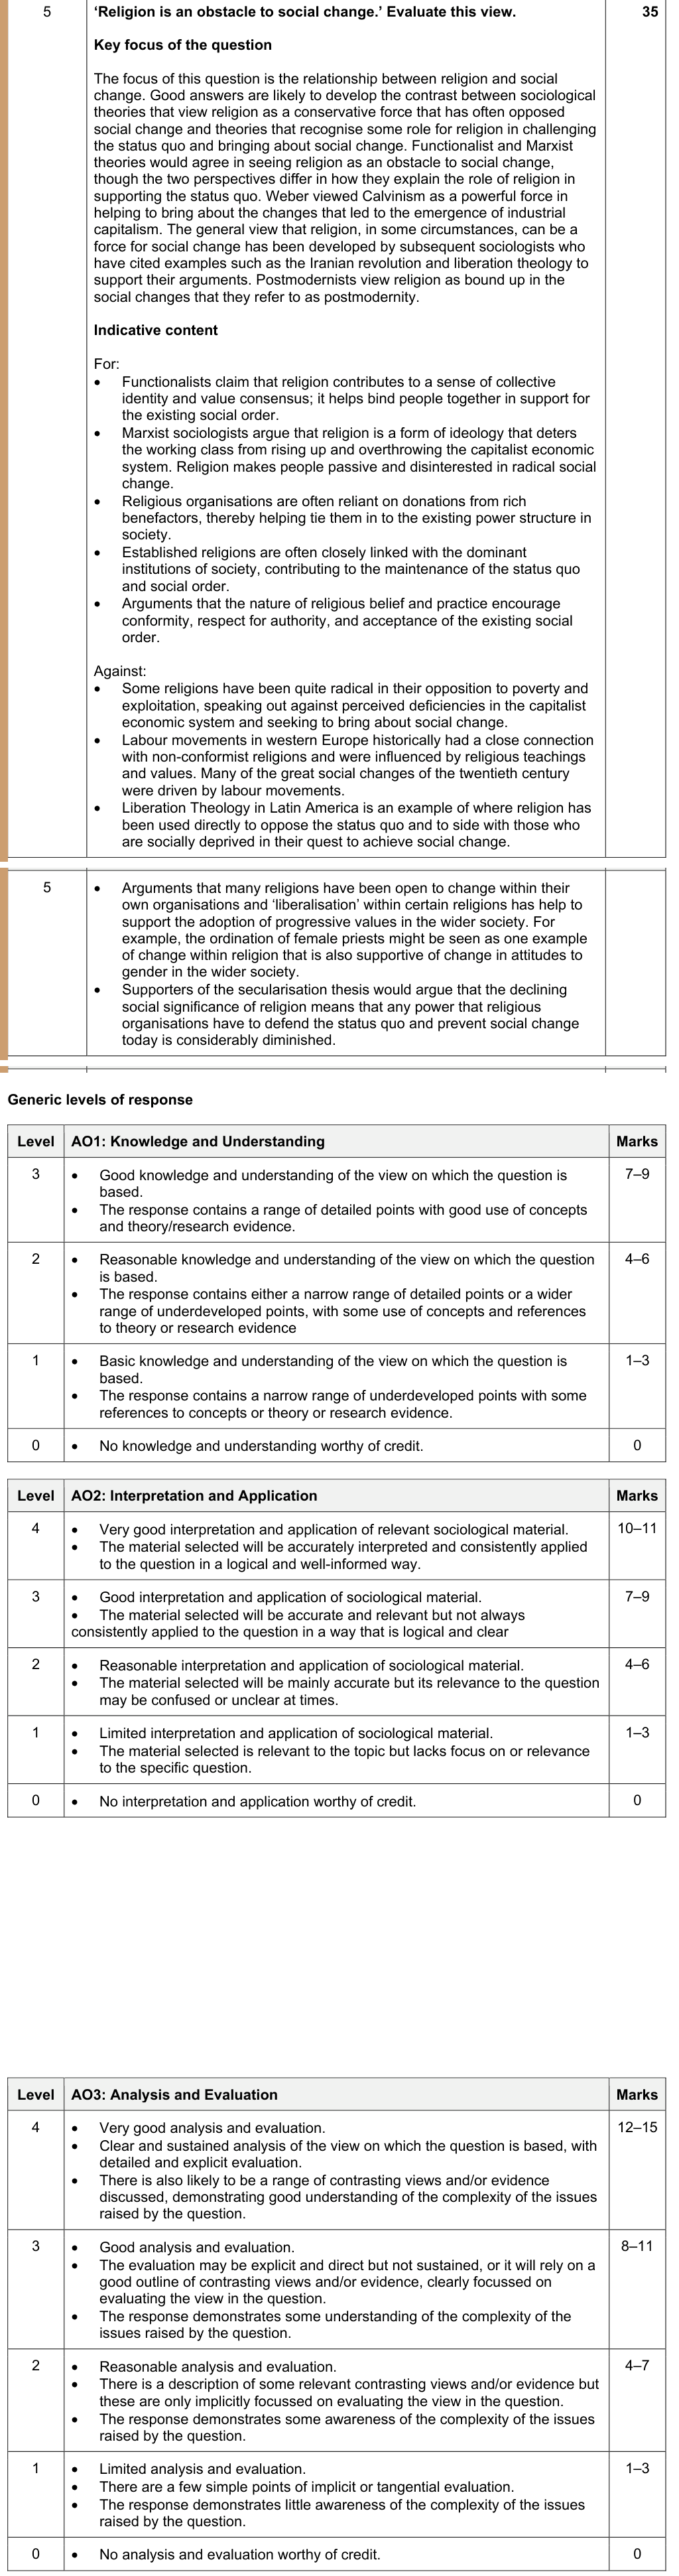 5 ‘Religion is an obstacle to social change.’ Evaluate this view. 35
Key focus of the question
The focus of this question is the relationship between religion and social
change. Good answers are likely to develop the contrast between sociological
theories that view religion as a conservative force that has often opposed
social change and theories that recognise some role for religion in challenging
the status quo and bringing about social change. Functionalist and Marxist
theories would agree in seeing religion as an obstacle to social change,
though the two perspectives differ in how they explain the role of religion in
supporting the status quo. Weber viewed Calvinism as a powerful force in
helping to bring about the changes that led to the emergence of industrial
capitalism. The general view that religion, in some circumstances, can be a
force for social change has been developed by subsequent sociologists who
have cited examples such as the Iranian revolution and liberation theology to
support their arguments. Postmodernists view religion as bound up in the
social changes that they refer to as postmodernity.
Indicative content
For:
• Functionalists claim that religion contributes to a sense of collective
identity and value consensus; it helps bind people together in support for
the existing social order.
• Marxist sociologists argue that religion is a form of ideology that deters
the working class from rising up and overthrowing the capitalist economic
system. Religion makes people passive and disinterested in radical social
change.
• Religious organisations are often reliant on donations from rich
benefactors, thereby helping tie them in to the existing power structure in
society.
• Established religions are often closely linked with the dominant
institutions of society, contributing to the maintenance of the status quo
and social order.
• Arguments that the nature of religious belief and practice encourage
conformity, respect for authority, and acceptance of the existing social
order.
Against:
• Some religions have been quite radical in their opposition to poverty and
exploitation, speaking out against perceived deficiencies in the capitalist
economic system and seeking to bring about social change.
• Labour movements in western Europe historically had a close connection
with non-conformist religions and were influenced by religious teachings
and values. Many of the great social changes of the twentieth century
were driven by labour movements.
• Liberation Theology in Latin America is an example of where religion has
been used directly to oppose the status quo and to side with those who
are socially deprived in their quest to achieve social change.
5 • Arguments that many religions have been open to change within their
own organisations and ‘liberalisation’ within certain religions has help to
support the adoption of progressive values in the wider society. For
example, the ordination of female priests might be seen as one example
of change within religion that is also supportive of change in attitudes to
gender in the wider society.
• Supporters of the secularisation thesis would argue that the declining
social significance of religion means that any power that religious
organisations have to defend the status quo and prevent social change
today is considerably diminished.
Generic levels of response
Level AO1: Knowledge and Understanding Marks
3 • Good knowledge and understanding of the view on which the question is 7–9
based.
• The response contains a range of detailed points with good use of concepts
and theory/research evidence.
2 • Reasonable knowledge and understanding of the view on which the question 4–6
is based.
• The response contains either a narrow range of detailed points or a wider
range of underdeveloped points, with some use of concepts and references
to theory or research evidence
1 • Basic knowledge and understanding of the view on which the question is 1–3
based.
• The response contains a narrow range of underdeveloped points with some
references to concepts or theory or research evidence.
0 • No knowledge and understanding worthy of credit. 0
Level AO2: Interpretation and Application Marks
4 • Very good interpretation and application of relevant sociological material. 10–11
• The material selected will be accurately interpreted and consistently applied
to the question in a logical and well-informed way.
3 • Good interpretation and application of sociological material. 7–9
• The material selected will be accurate and relevant but not always
consistently applied to the question in a way that is logical and clear
2 • Reasonable interpretation and application of sociological material. 4–6
• The material selected will be mainly accurate but its relevance to the question
may be confused or unclear at times.
1 • Limited interpretation and application of sociological material. 1–3
• The material selected is relevant to the topic but lacks focus on or relevance
to the specific question.
0 • No interpretation and application worthy of credit. 0
Level AO3: Analysis and Evaluation Marks
4 • Very good analysis and evaluation. 12–15
• Clear and sustained analysis of the view on which the question is based, with
detailed and explicit evaluation.
• There is also likely to be a range of contrasting views and/or evidence
discussed, demonstrating good understanding of the complexity of the issues
raised by the question.
3 • Good analysis and evaluation. 8–11
• The evaluation may be explicit and direct but not sustained, or it will rely on a
good outline of contrasting views and/or evidence, clearly focussed on
evaluating the view in the question.
• The response demonstrates some understanding of the complexity of the
issues raised by the question.
2 • Reasonable analysis and evaluation. 4–7
• There is a description of some relevant contrasting views and/or evidence but
these are only implicitly focussed on evaluating the view in the question.
• The response demonstrates some awareness of the complexity of the issues
raised by the question.
1 • Limited analysis and evaluation. 1–3
• There are a few simple points of implicit or tangential evaluation.
• The response demonstrates little awareness of the complexity of the issues
raised by the question.
0 • No analysis and evaluation worthy of credit. 0